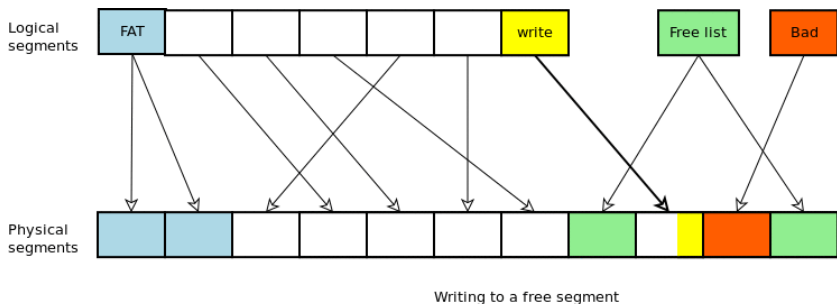 Logical
segments
FAT
write
Free list
Bad
Physical
segments
Writing to a free segment